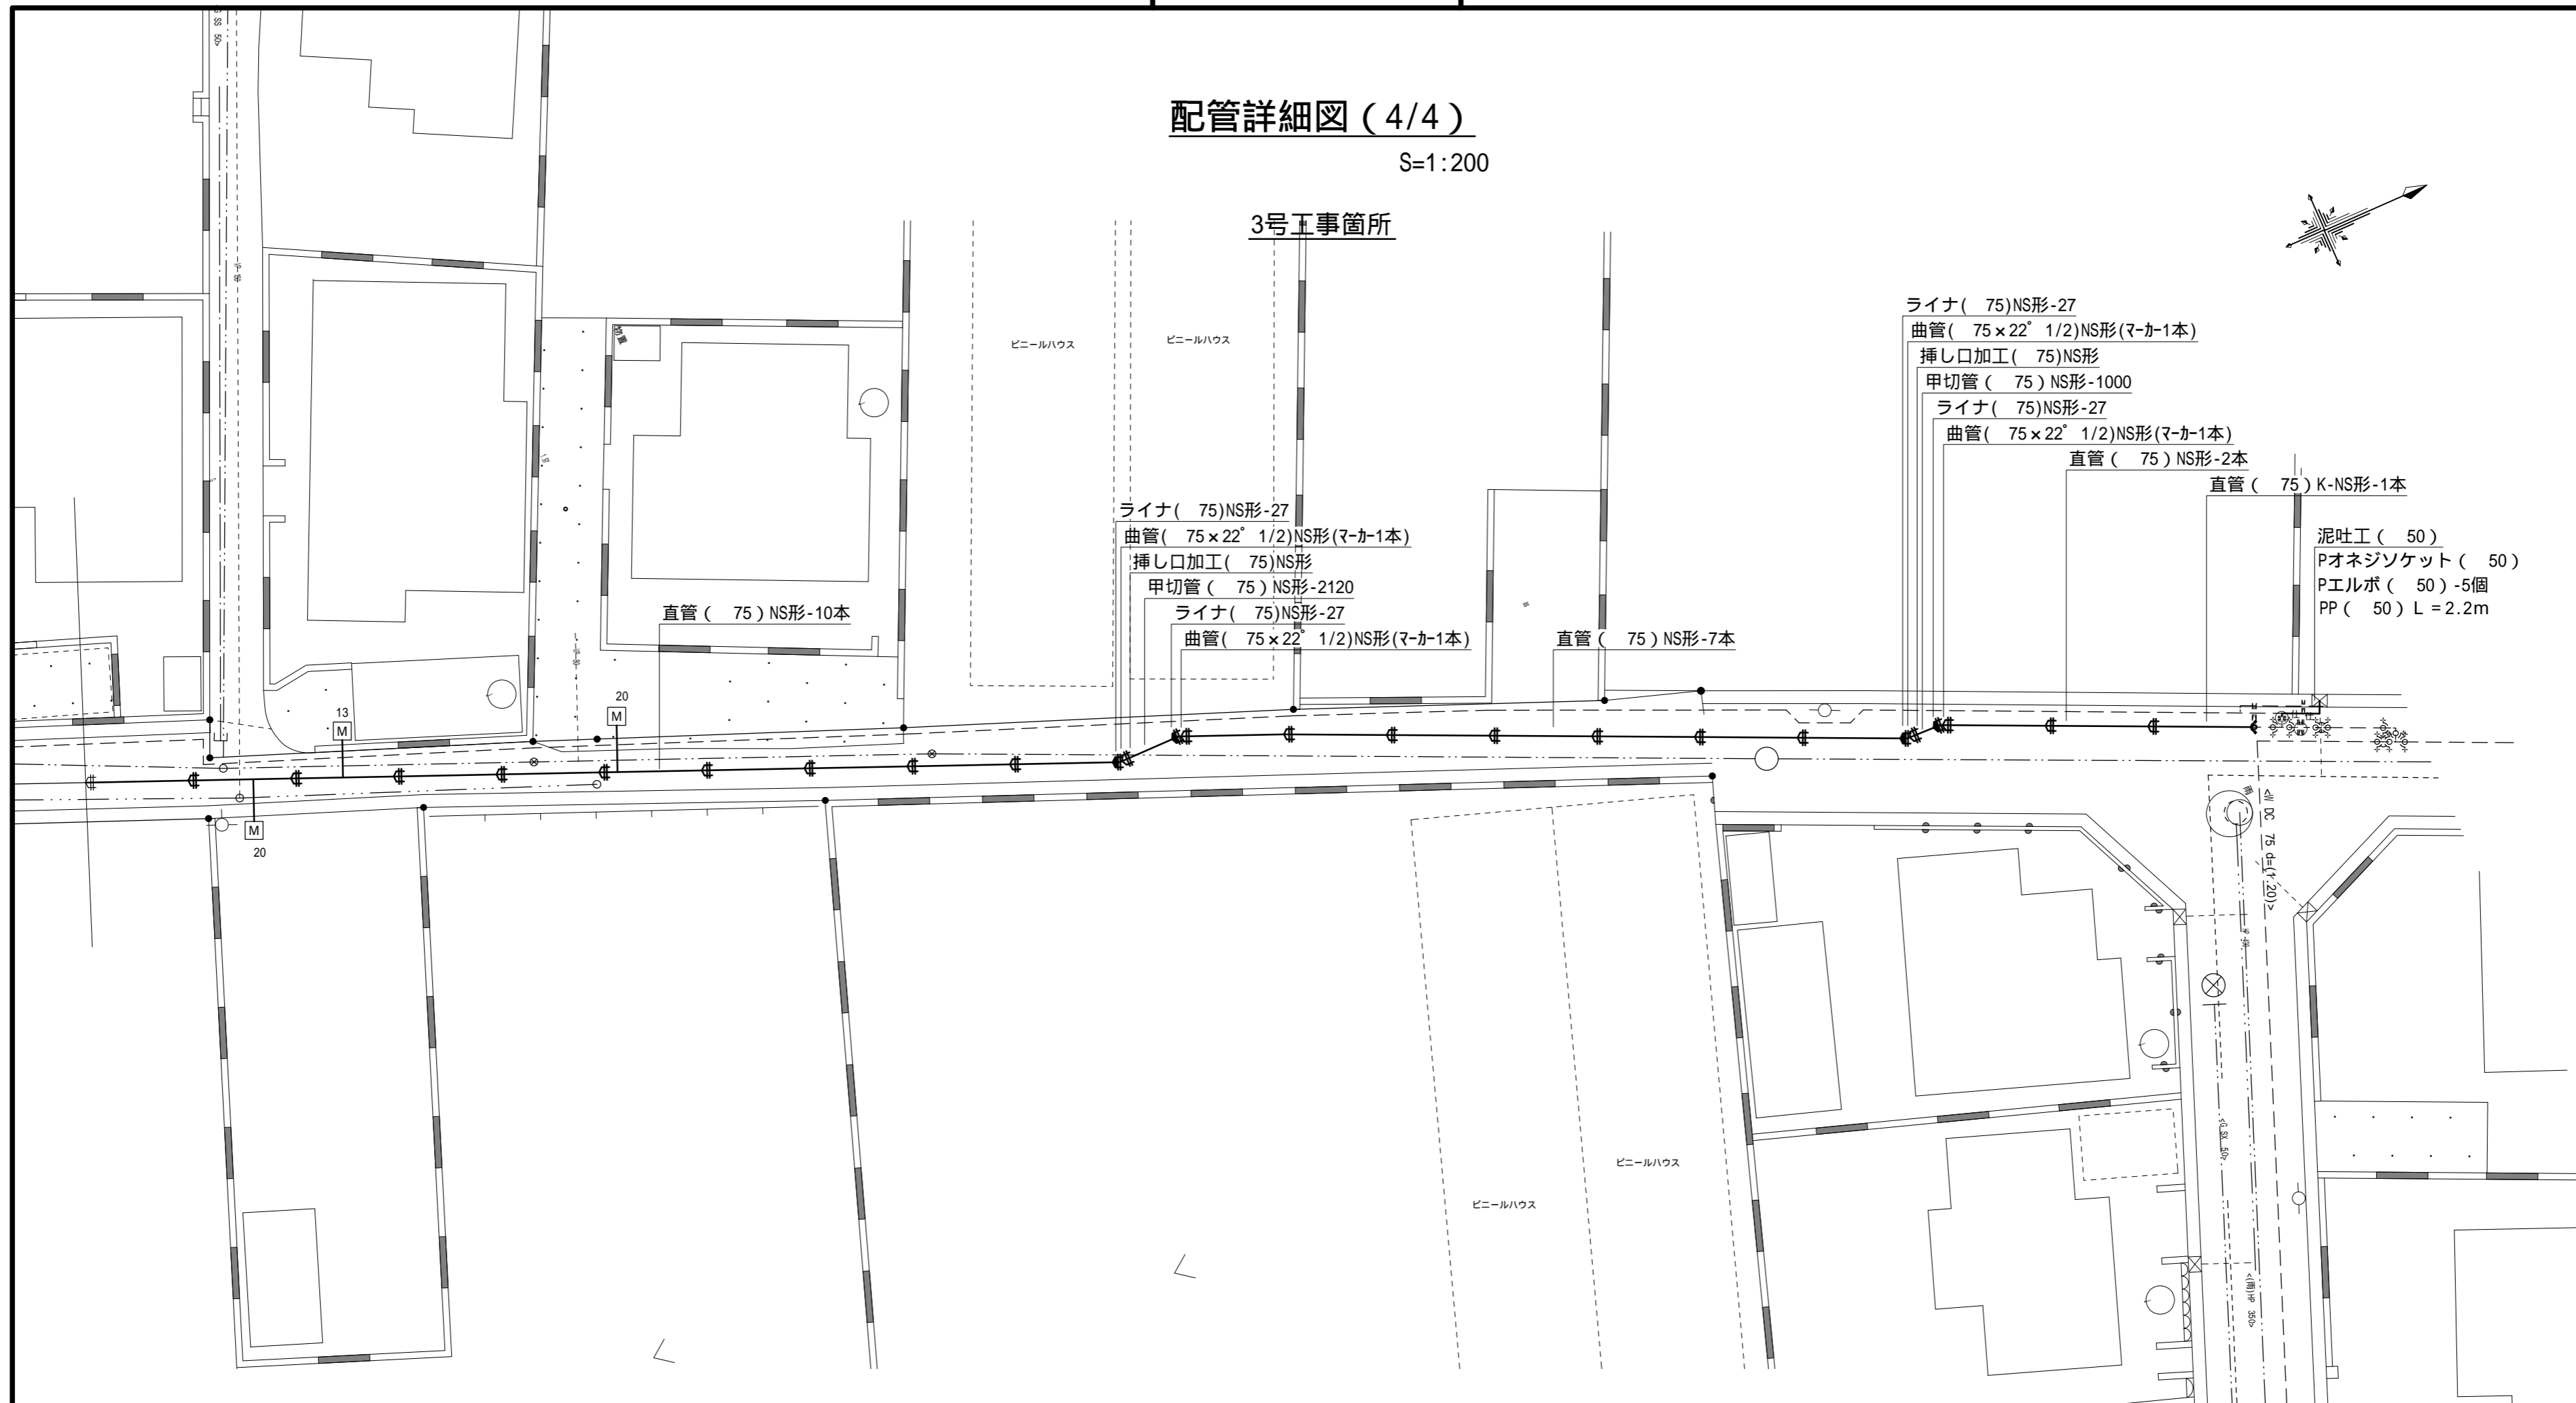 配管詳細図（4/4）
S=1:200
3号工事箇所
ビニールハウス
ビニールハウス
ライナ(　75)NS形-27
曲管(　75×22°1/2)NS形(マーカー1本)
挿し口加工(　75)NS形
甲切管（　75）NS形-1000
ライナ(　75)NS形-27
曲管(　75×22°1/2)NS形(マーカー1本)
直管（　75）NS形-2本
直管（　75）K-NS形-1本
泥吐工（　50）
Pオネジソケット（　50）
Pエルボ（　50）-5個
PP（　50）L=2.2m
ライナ(　75)NS形-27
曲管(　75×22°1/2)NS形(マーカー1本)
挿し口加工(　75)NS形
甲切管（　75）NS形-2120
ライナ(　75)NS形-27
曲管(　75×22°1/2)NS形(マーカー1本)
直管（　75）NS形-10本
直管（　75）NS形-7本
13
M
20
M
M
20
<W DC　75 d=(1.20)>
<G SX　50>
<(雨)HP　350>
ビニールハウス
ビニールハウス